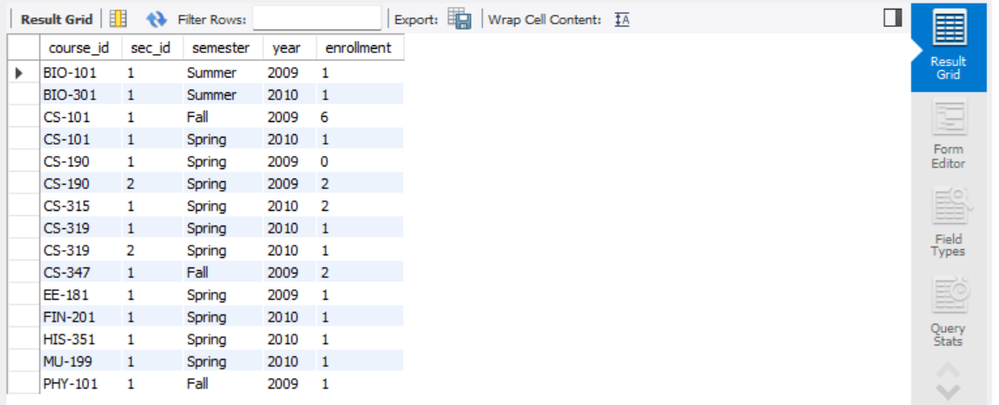 Result Grid Filter Rows: Export: Wrap Cell Content: IA
course_id sec_id semester year enrollment
BIO-101 1 Summer 2009 1
BIO-301 1 Summer 2010 1
CS-101 1 Fall 2009 6
CS-101 1 Spring 2010 1
CS-190 1 Spring 2009 0
CS-190 2 Spring 2009 2
CS-315 1 Spring 2010 2
CS-319 1 Spring 2010 1
CS-319 2 Spring 2010 1
CS-347 1 Fall 2009 2
EE-181 1 Spring 2009 1
FIN-201 1 Spring 2010 1
HIS-351 1 Spring 2010 1
MU-199 1 Spring 2010 1
PHY-101 1 Fall 2009 1
Result
Grid
Form
Editor
Field
Types
Query
Stats